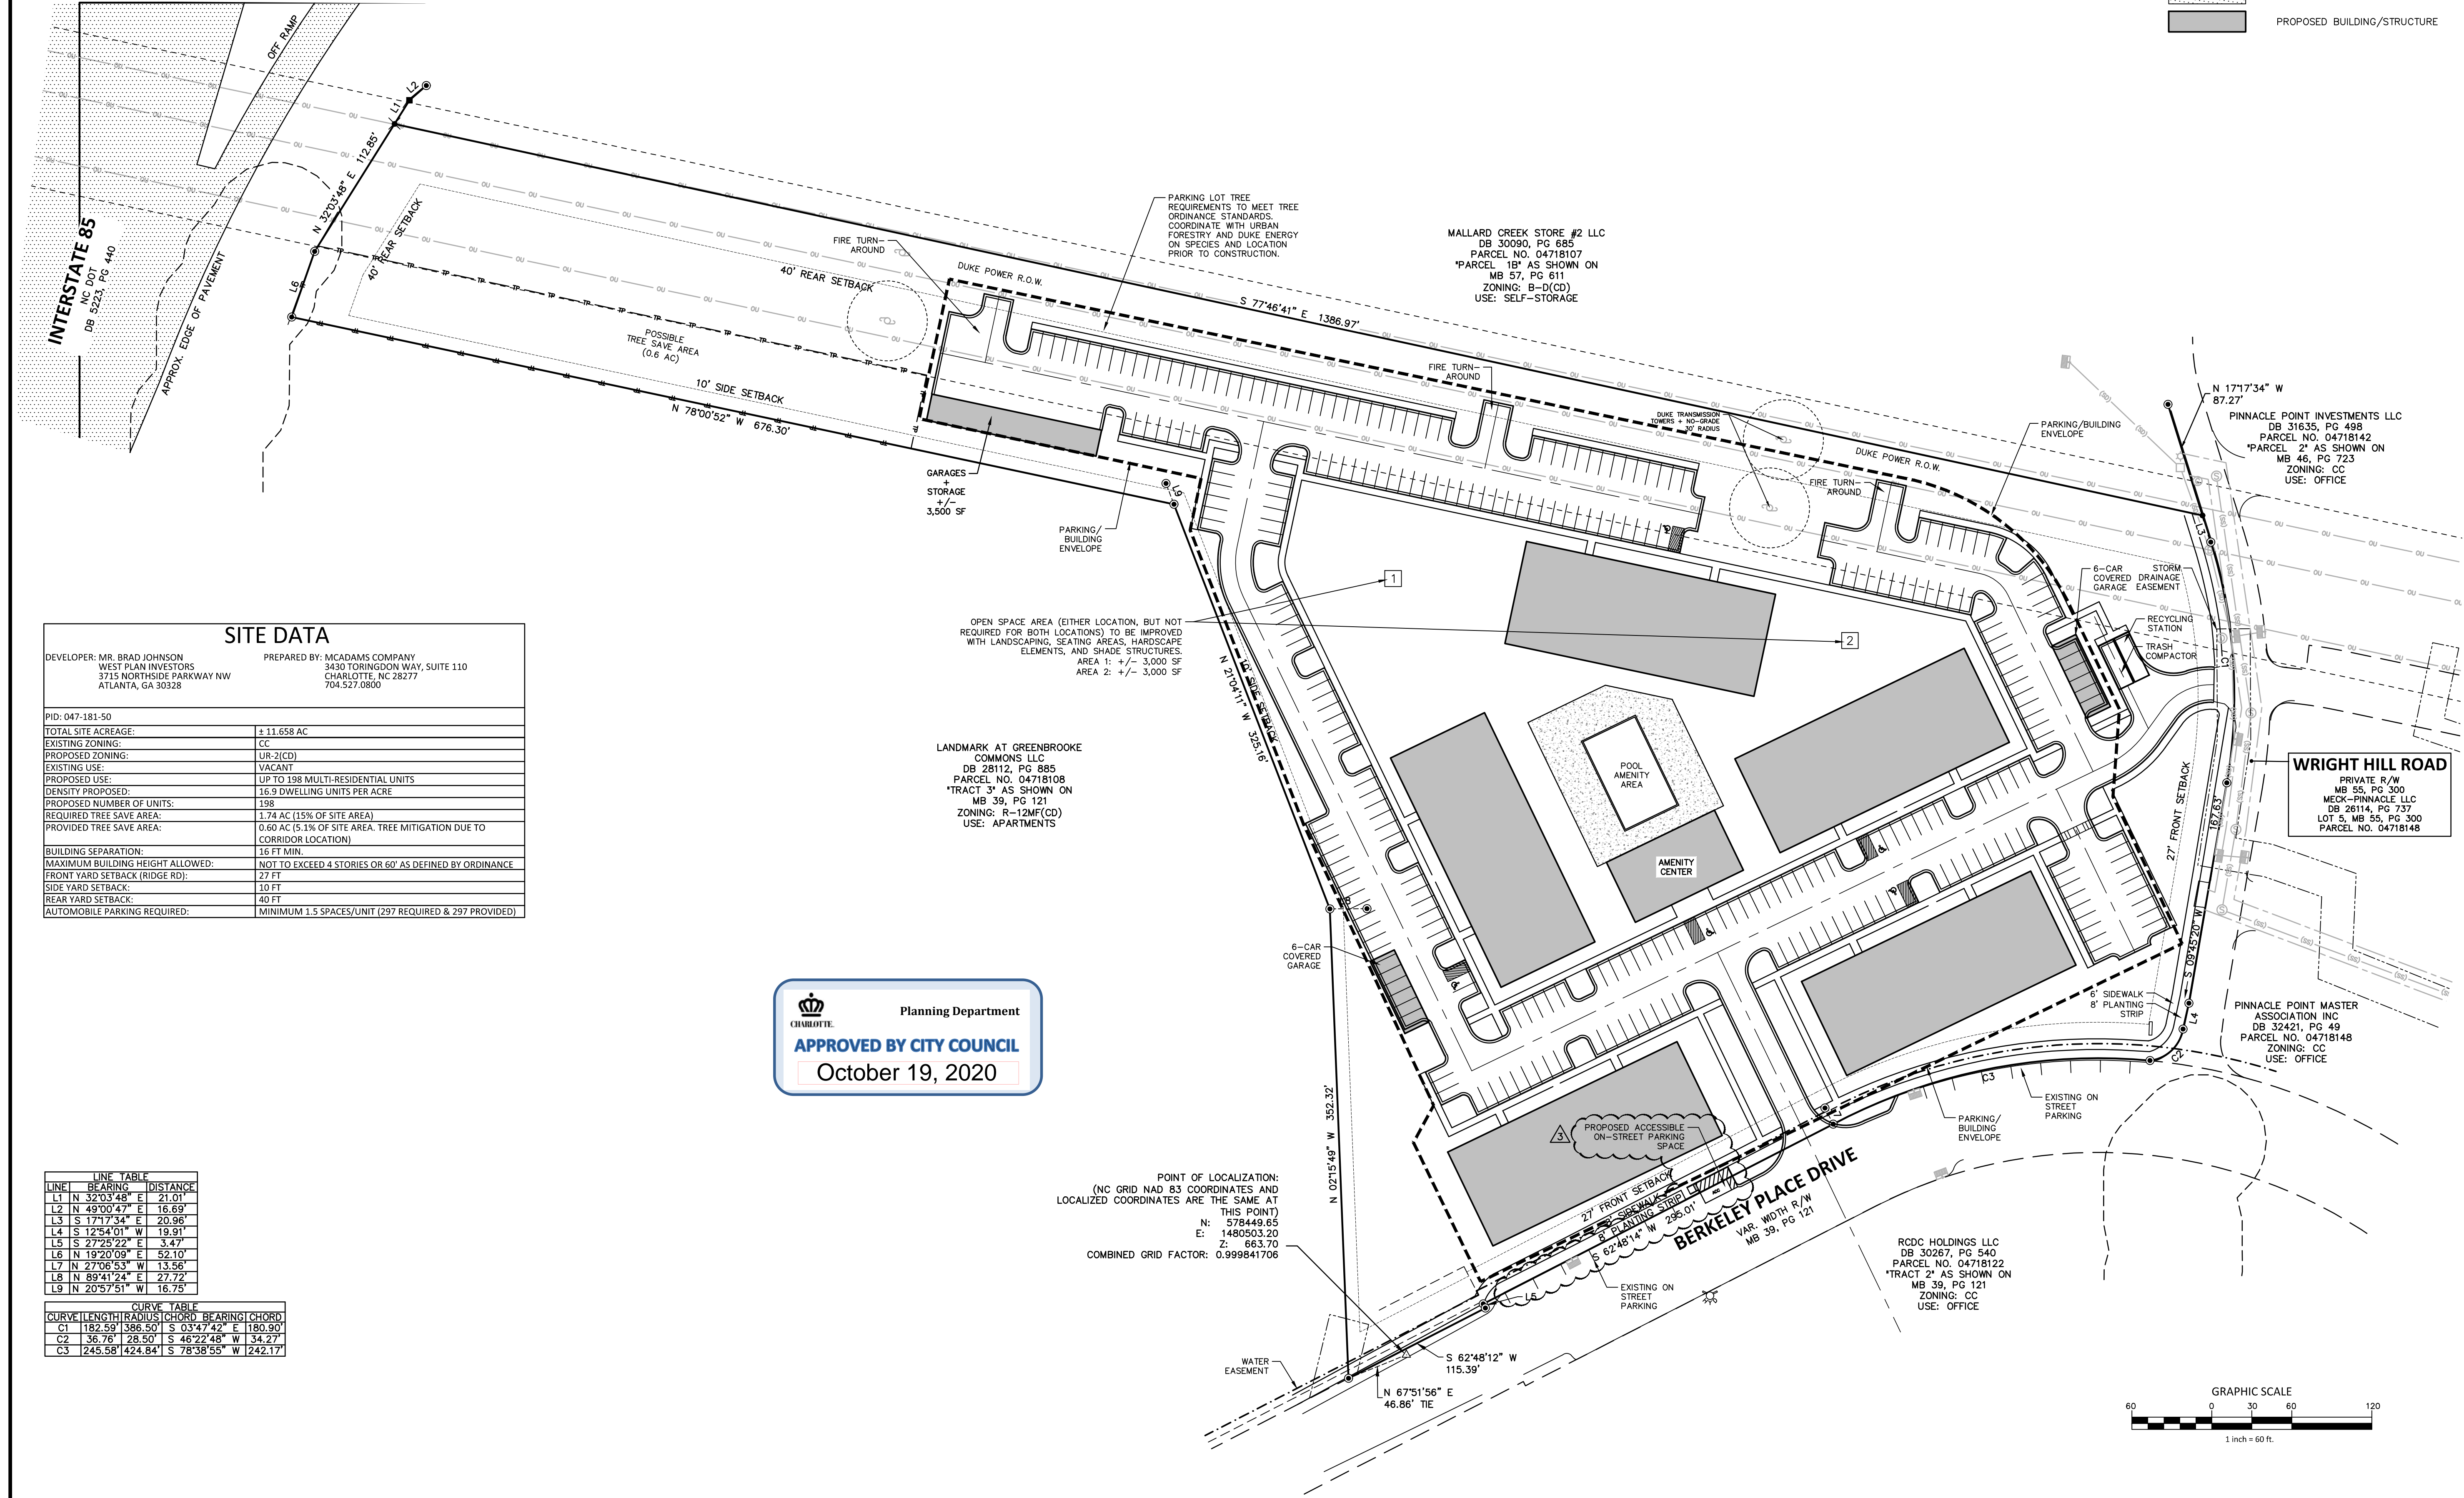 PROPOSED BUILDING/STRUCTURE
OFF RAMP
L2
L1
N 32°03'48" E 112.85'
40' REAR SETBACK
INTERSTATE 85
NC DOT
DB 5223, PG 440
APPROX. EDGE OF PAVEMENT
L6
PARKING LOT TREE
REQUIREMENTS TO MEET TREE
ORDINANCE STANDARDS.
COORDINATE WITH URBAN
FORESTRY AND DUKE ENERGY
ON SPECIES AND LOCATION
PRIOR TO CONSTRUCTION.
FIRE TURN-
AROUND
40' REAR SETBACK
DUKE POWER R.O.W.
MALLARD CREEK STORE #2 LLC
DB 30090, PG 685
PARCEL NO. 04718107
"PARCEL 1B" AS SHOWN ON
MB 57, PG 611
ZONING: B-D(CD)
USE: SELF-STORAGE
S 77°46'41" E 1386.97'
POSSIBLE
TREE SAVE AREA
(0.6 AC)
10' SIDE SETBACK
N 78°00'52" W 676.30'
FIRE TURN-
AROUND
DUKE TRANSMISSION
TOWERS + NO-GRADE
30' RADIUS
DUKE POWER R.O.W.
FIRE TURN-
AROUND
PARKING/BUILDING
ENVELOPE
N 17°17'34" W
87.27'
PINNACLE POINT INVESTMENTS LLC
DB 31635, PG 498
PARCEL NO. 04718142
"PARCEL 2" AS SHOWN ON
MB 46, PG 723
ZONING: CC
USE: OFFICE
L3
GARAGES
+
STORAGE
+/-
3,500 SF
L9
PARKING/
BUILDING
ENVELOPE
1
2
OPEN SPACE AREA (EITHER LOCATION, BUT NOT
REQUIRED FOR BOTH LOCATIONS) TO BE IMPROVED
WITH LANDSCAPING, SEATING AREAS, HARDSCAPE
ELEMENTS, AND SHADE STRUCTURES.
AREA 1: +/- 3,000 SF
AREA 2: +/- 3,000 SF
6-CAR
COVERED
GARAGE
STORM
DRAINAGE
EASEMENT
RECYCLING
STATION
TRASH
COMPACTOR
C1
SITE DATA
DEVELOPER: MR. BRAD JOHNSON
WEST PLAN INVESTORS
3715 NORTHSIDE PARKWAY NW
ATLANTA, GA 30328
PREPARED BY: MCADAMS COMPANY
3430 TORINGDON WAY, SUITE 110
CHARLOTTE, NC 28277
704.527.0800
PID: 047-181-50
TOTAL SITE ACREAGE: ± 11.658 AC
EXISTING ZONING: CC
PROPOSED ZONING: UR-2(CD)
EXISTING USE: VACANT
PROPOSED USE: UP TO 198 MULTI-RESIDENTIAL UNITS
DENSITY PROPOSED: 16.9 DWELLING UNITS PER ACRE
PROPOSED NUMBER OF UNITS: 198
REQUIRED TREE SAVE AREA: 1.74 AC (15% OF SITE AREA)
PROVIDED TREE SAVE AREA: 0.60 AC (5.1% OF SITE AREA. TREE MITIGATION DUE TO
CORRIDOR LOCATION)
BUILDING SEPARATION: 16 FT MIN.
MAXIMUM BUILDING HEIGHT ALLOWED: NOT TO EXCEED 4 STORIES OR 60' AS DEFINED BY ORDINANCE
FRONT YARD SETBACK (RIDGE RD): 27 FT
SIDE YARD SETBACK: 10 FT
REAR YARD SETBACK: 40 FT
AUTOMOBILE PARKING REQUIRED: MINIMUM 1.5 SPACES/UNIT (297 REQUIRED & 297 PROVIDED)
10' SIDE SETBACK
N 21°04'11" W 325.16'
LANDMARK AT GREENBROOKE
COMMONS LLC
DB 28112, PG 885
PARCEL NO. 04718108
"TRACT 3" AS SHOWN ON
MB 39, PG 121
ZONING: R-12MF(CD)
USE: APARTMENTS
POOL
AMENITY
AREA
AMENITY
CENTER
27' FRONT SETBACK
WRIGHT HILL ROAD
PRIVATE R/W
MB 55, PG 300
MECK-PINNACLE LLC
DB 26114, PG 737
LOT 5, MB 55, PG 300
PARCEL NO. 04718148
S 09°45'20" W 167.63'
6-CAR
COVERED
GARAGE
CHARLOTTE.
Planning Department
APPROVED BY CITY COUNCIL
October 19, 2020
6' SIDEWALK
8' PLANTING
STRIP
L4
C2
C3
PINNACLE POINT MASTER
ASSOCIATION INC
DB 32421, PG 49
PARCEL NO. 04718148
ZONING: CC
USE: OFFICE
EXISTING ON
STREET
PARKING
PARKING/
BUILDING
ENVELOPE
3
PROPOSED ACCESSIBLE
ON-STREET PARKING
SPACE
N 02°15'49" W 352.32'
27' FRONT SETBACK
8' PLANTING STRIP
S 62°48'14" W 295.01'
BERKELEY PLACE DRIVE
VAR. WIDTH R/W
MB 39, PG 121
LINE TABLE
LINE BEARING DISTANCE
L1 N 32°03'48" E 21.01'
L2 N 49°00'47" E 16.69'
L3 S 17°17'34" E 20.96'
L4 S 12°54'01" W 19.91'
L5 S 27°25'22" E 3.47'
L6 N 19°20'09" E 52.10'
L7 N 27°06'53" W 13.56'
L8 N 89°41'24" E 27.72'
L9 N 20°57'51" W 16.75'
CURVE TABLE
CURVE LENGTH RADIUS CHORD BEARING CHORD
C1 182.59' 386.50' S 03°47'42" E 180.90'
C2 36.76' 28.50' S 46°22'48" W 34.27'
C3 245.58' 424.84' S 78°38'55" W 242.17'
POINT OF LOCALIZATION:
(NC GRID NAD 83 COORDINATES AND
LOCALIZED COORDINATES ARE THE SAME AT
THIS POINT)
N: 578449.65
E: 1480503.20
Z: 663.70
COMBINED GRID FACTOR: 0.999841706
L5
EXISTING ON
STREET
PARKING
RCDC HOLDINGS LLC
DB 30267, PG 540
PARCEL NO. 04718122
"TRACT 2" AS SHOWN ON
MB 39, PG 121
ZONING: CC
USE: OFFICE
WATER
EASEMENT
S 62°48'12" W
115.39'
N 67°51'56" E
46.86' TIE
GRAPHIC SCALE
60 0 30 60 120
1 inch = 60 ft.